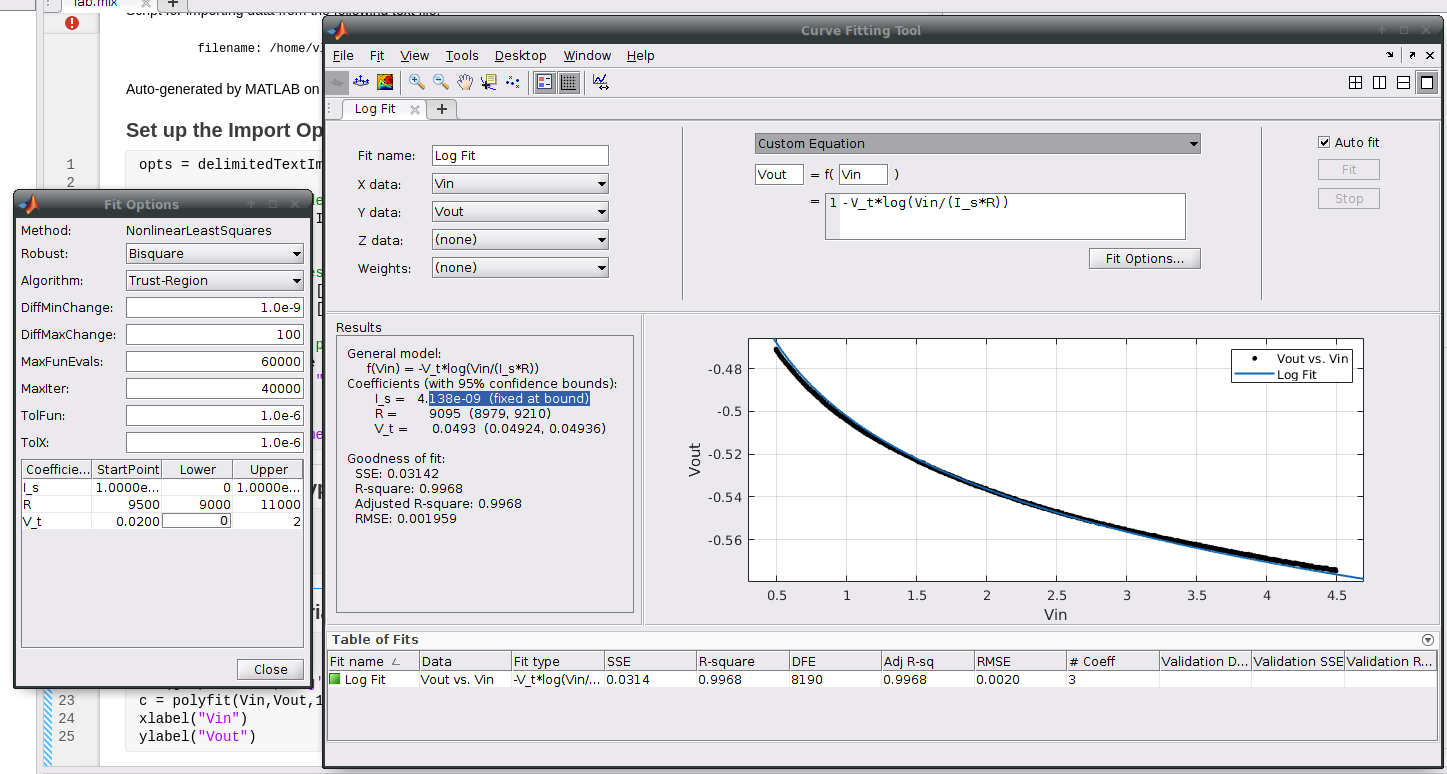 lab.mlx
+
Script for importing data from the following text file:
filename: /home/vi
Auto-generated by MATLAB on
Set up the Import Op
1 opts = delimitedTextIm
2
Curve Fitting Tool
File Fit View Tools Desktop Window Help
Log Fit
+
Fit name: Log Fit
X data: Vin
Y data: Vout
Z data: (none)
Weights: (none)
Custom Equation
Vout = f( Vin )
= 1 -V_t*log(Vin/(I_s*R))
Fit Options...
Auto fit
Fit
Stop
Fit Options
Method: NonlinearLeastSquares
Robust: Bisquare
Algorithm: Trust-Region
DiffMinChange: 1.0e-9
DiffMaxChange: 100
MaxFunEvals: 60000
MaxIter: 40000
TolFun: 1.0e-6
TolX: 1.0e-6
Coefficie... StartPoint Lower Upper
I_s 1.0000e... 0 1.0000e...
R 9500 9000 11000
V_t 0.0200 0 2
Close
Results
General model:
f(Vin) = -V_t*log(Vin/(I_s*R))
Coefficients (with 95% confidence bounds):
I_s = 4.138e-09 (fixed at bound)
R = 9095 (8979, 9210)
V_t = 0.0493 (0.04924, 0.04936)
Goodness of fit:
SSE: 0.03142
R-square: 0.9968
Adjusted R-square: 0.9968
RMSE: 0.001959
Vout vs. Vin
Log Fit
-0.48
-0.5
-0.52
-0.54
-0.56
Vout
0.5 1 1.5 2 2.5 3 3.5 4 4.5
Vin
Table of Fits
Fit name Data Fit type SSE R-square DFE Adj R-sq RMSE # Coeff Validation D... Validation SSE Validation R...
Log Fit Vout vs. Vin -V_t*log(Vin/... 0.0314 0.9968 8190 0.9968 0.0020 3
23 c = polyfit(Vin,Vout,1
24 xlabel("Vin")
25 ylabel("Vout")